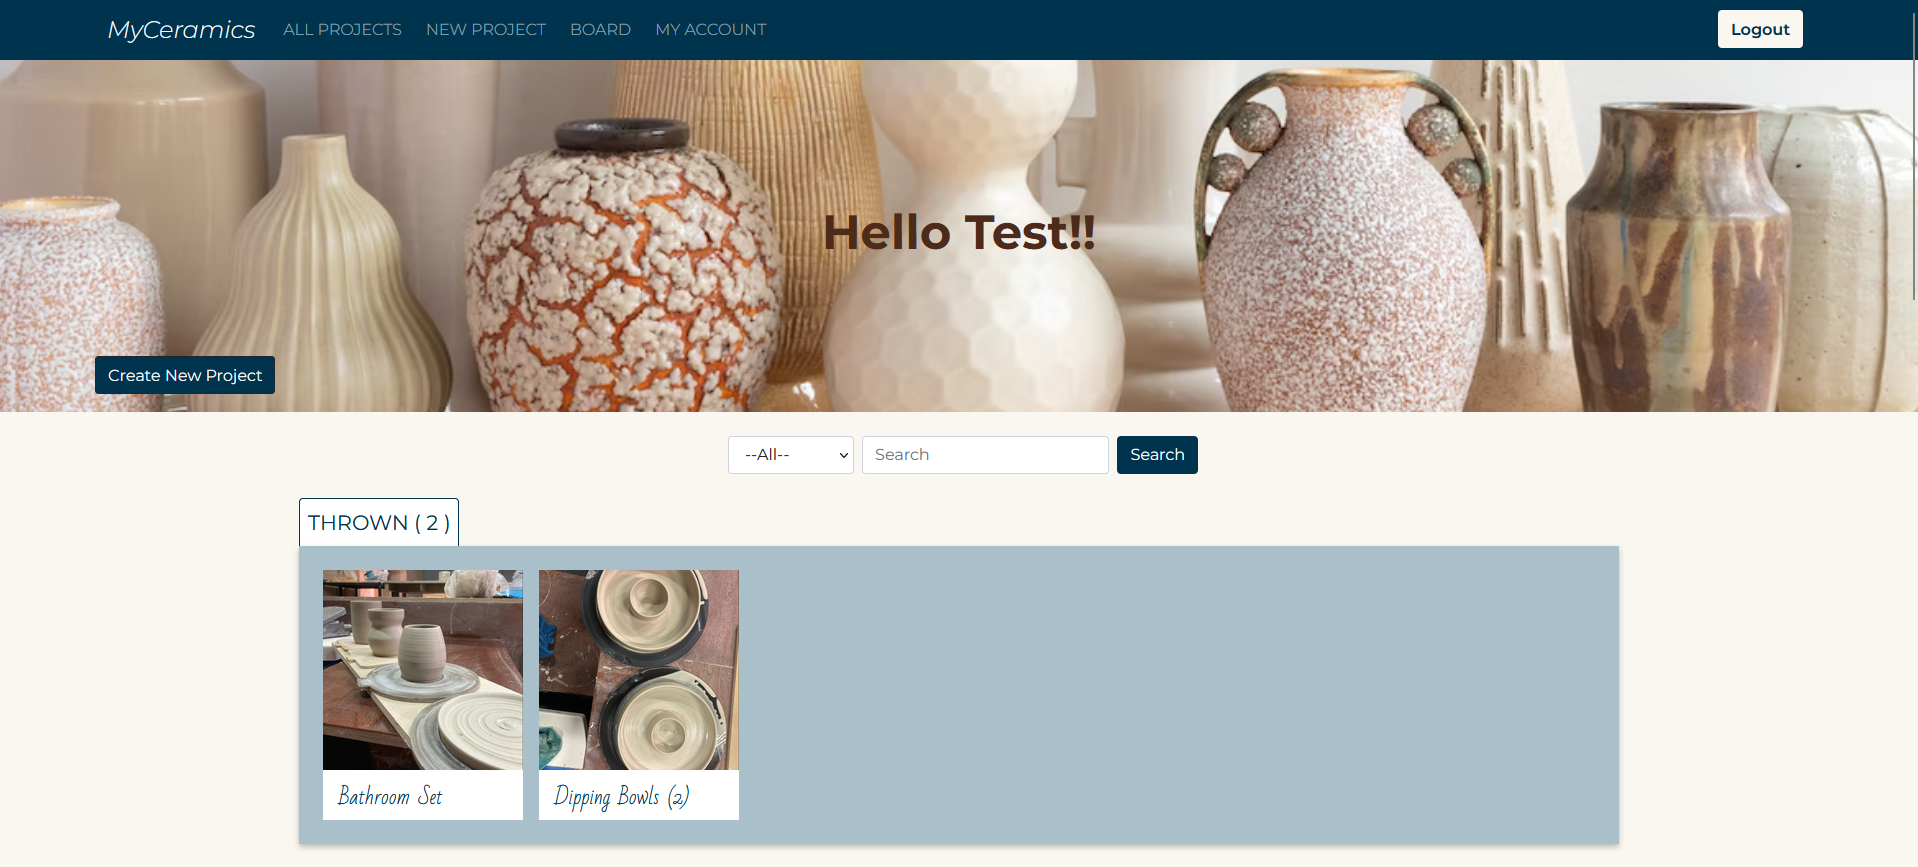 MyCeramics ALL PROJECTS NEW PROJECT BOARD MY ACCOUNT Logout
Hello Test!!
Create New Project
--All-- Search Search
THROWN ( 2 )
Bathroom Set Dipping Bowls (2)